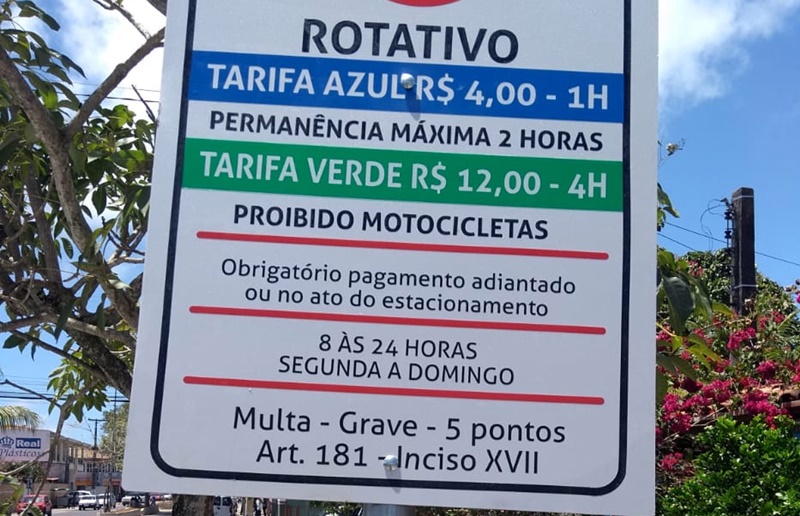 ROTATIVO
TARIFA AZUL R$ 4,00 - 1H
PERMANÊNCIA MÁXIMA 2 HORAS
TARIFA VERDE R$ 12,00 - 4H
PROIBIDO MOTOCICLETAS
Obrigatório pagamento adiantado
ou no ato do estacionamento
8 ÀS 24 HORAS
SEGUNDA A DOMINGO
Multa - Grave - 5 pontos
Art. 181 - Inciso XVII
Real
Plásticos